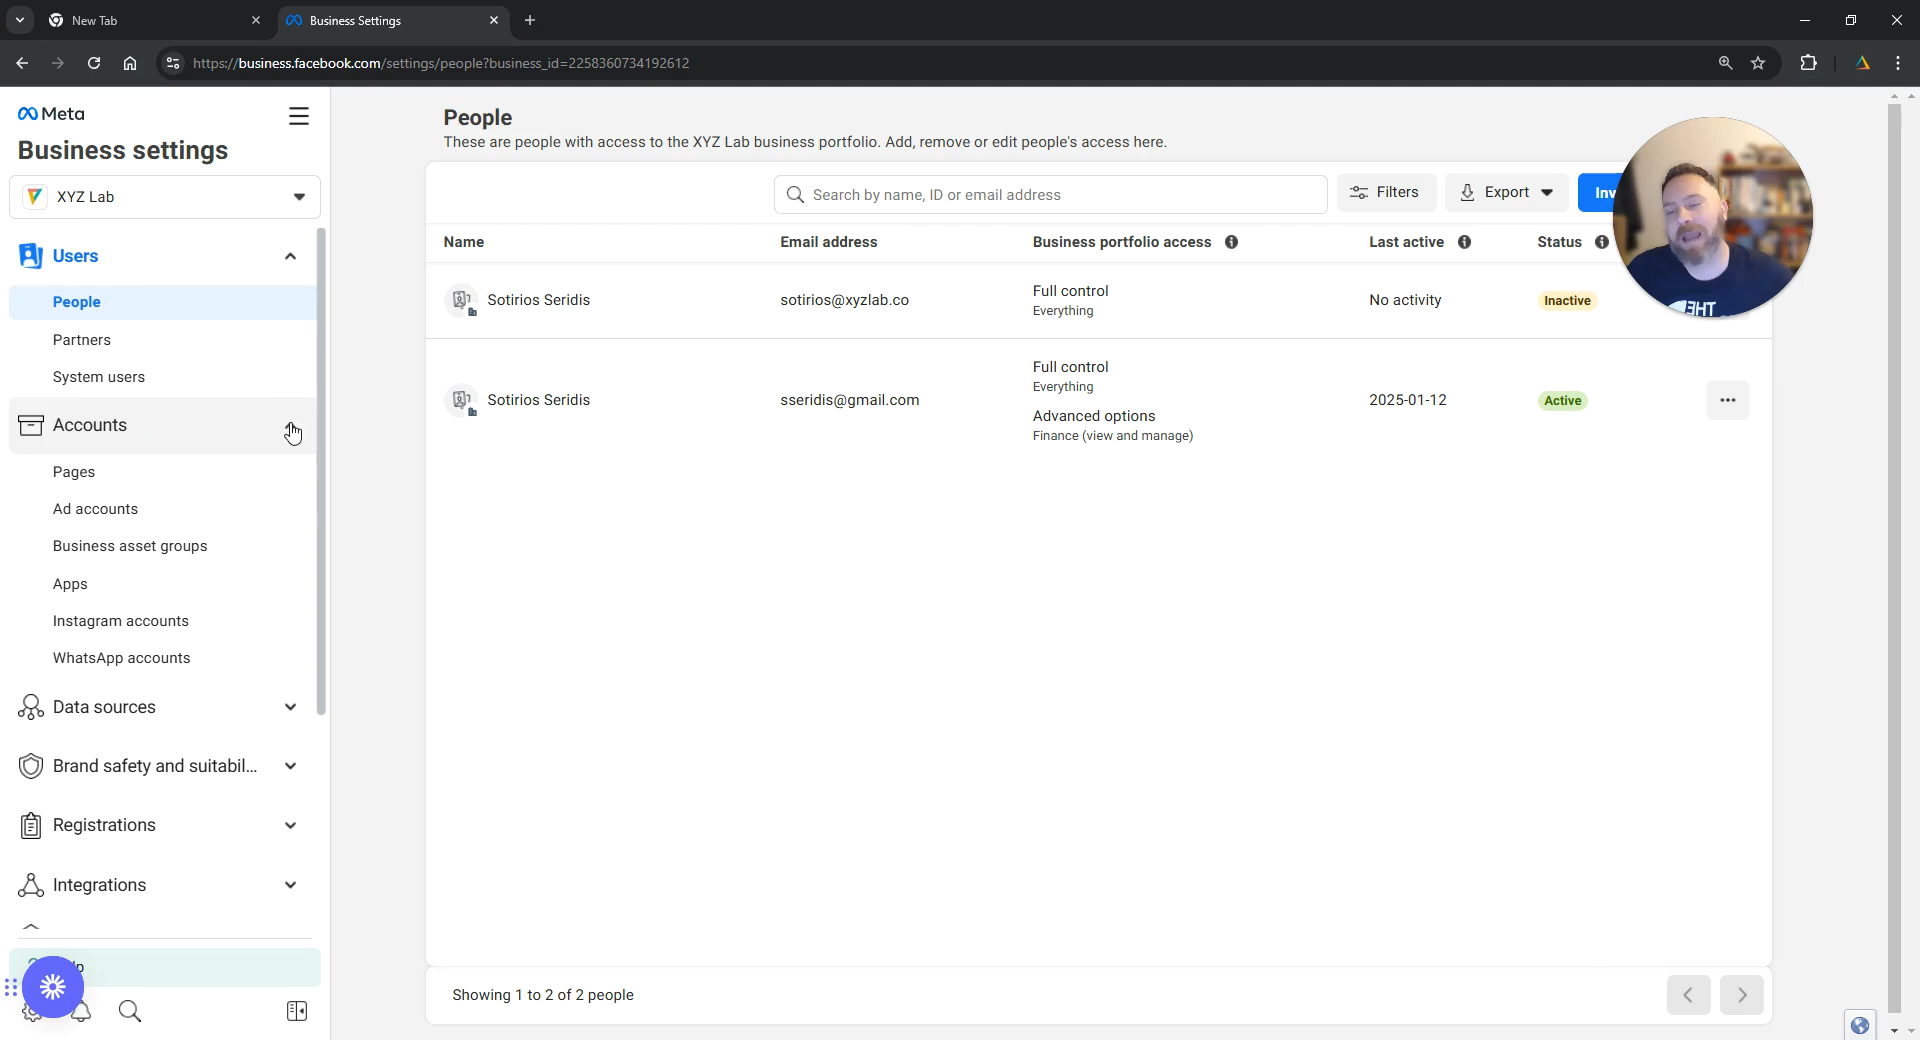 New Tab
Business Settings
https://business.facebook.com/settings/people?business_id=2258360734192612
Meta
Business settings
XYZ Lab
Users
People
Partners
System users
Accounts
Pages
Ad accounts
Business asset groups
Apps
Instagram accounts
WhatsApp accounts
Data sources
Brand safety and suitabil...
Registrations
Integrations
People
These are people with access to the XYZ Lab business portfolio. Add, remove or edit people's access here.
Search by name, ID or email address
Filters
Export
Name
Email address
Business portfolio access
Last active
Status
Sotirios Seridis
sotirios@xyzlab.co
Full control
Everything
No activity
Inactive
Sotirios Seridis
sseridis@gmail.com
Full control
Everything
Advanced options
Finance (view and manage)
2025-01-12
Active
Showing 1 to 2 of 2 people